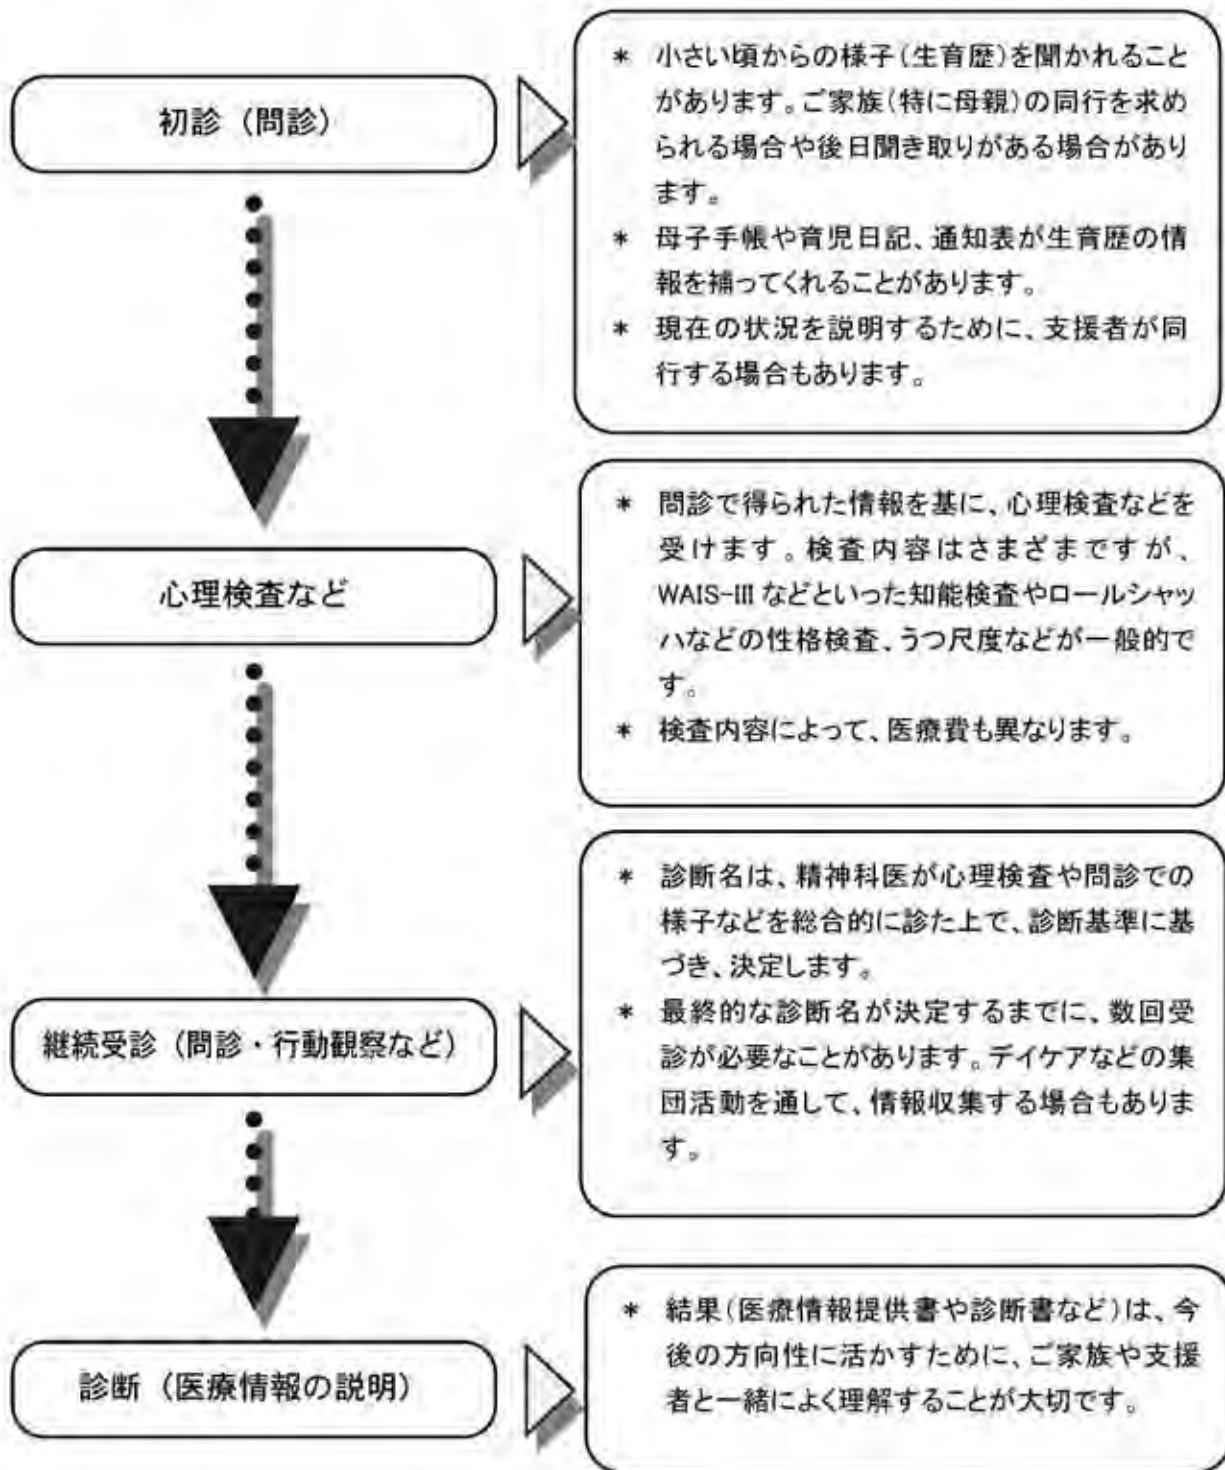 初診（問診）
* 小さい頃からの様子（生育歴）を聞かれること
があります。ご家族（特に母親）の同行を求め
られる場合や後日聞き取りがある場合があり
ます。
* 母子手帳や育児日記、通知表が生育歴の情
報を補ってくれることがあります。
* 現在の状況を説明するために、支援者が同
行する場合もあります。
心理検査など
* 問診で得られた情報を基に、心理検査などを
受けます。検査内容はさまざまですが、
WAIS-III などといった知能検査やロールシャッ
ハなどの性格検査、うつ尺度などが一般的で
す。
* 検査内容によって、医療費も異なります。
継続受診（問診・行動観察など）
* 診断名は、精神科医が心理検査や問診での
様子などを総合的に診た上で、診断基準に基
づき、決定します。
* 最終的な診断名が決定するまでに、数回受
診が必要なことがあります。デイケアなどの集
団活動を通して、情報収集する場合もありま
す。
診断（医療情報の説明）
* 結果（医療情報提供書や診断書など）は、今
後の方向性に活かすために、ご家族や支援
者と一緒によく理解することが大切です。